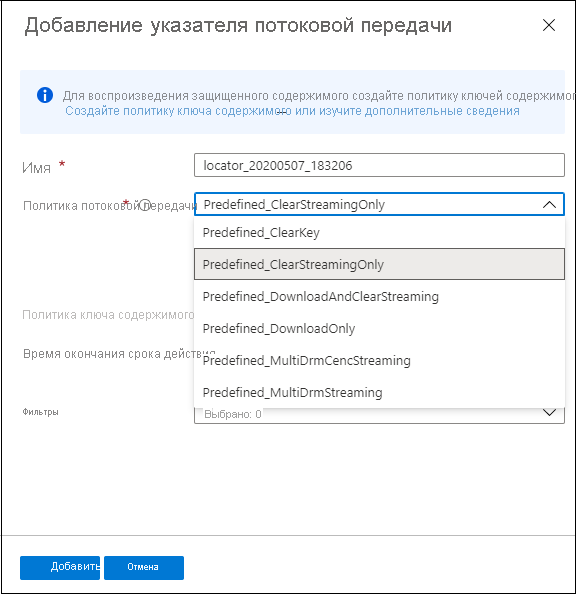 Добавление указателя потоковой передачи
Для воспроизведения защищенного содержимого создайте политику ключей содержимог
Создайте политику ключа содержимого или изучите дополнительные сведения
Имя *
locator_20200507_183206
Политика потоковой передачи *
Predefined_ClearStreamingOnly
Predefined_ClearKey
Predefined_ClearStreamingOnly
Predefined_DownloadAndClearStreaming
Predefined_DownloadOnly
Predefined_MultiDrmCencStreaming
Predefined_MultiDrmStreaming
Политика ключа содержимого
Время окончания срока действия
Фильтры
Выбрано: 0
Добавить
Отмена